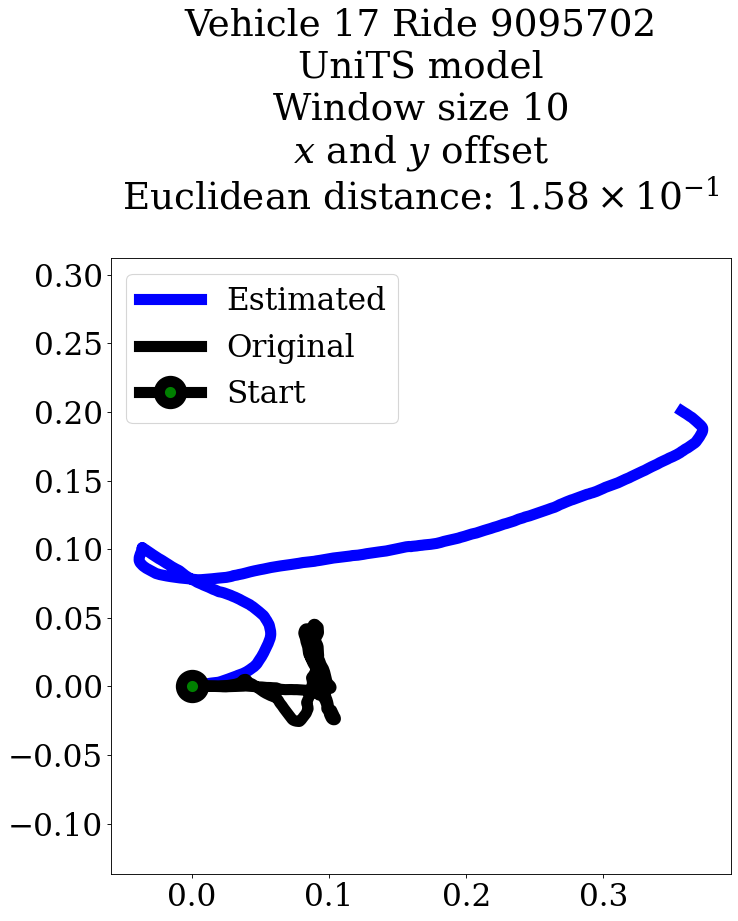 Vehicle 17 Ride 9095702
UniTS model
Window size 10
x and y offset
Euclidean distance: 1.58 × 10⁻¹
0.30
0.25
0.20
0.15
0.10
0.05
0.00
−0.05
−0.10
Estimated
Original
Start
0.0 0.1 0.2 0.3